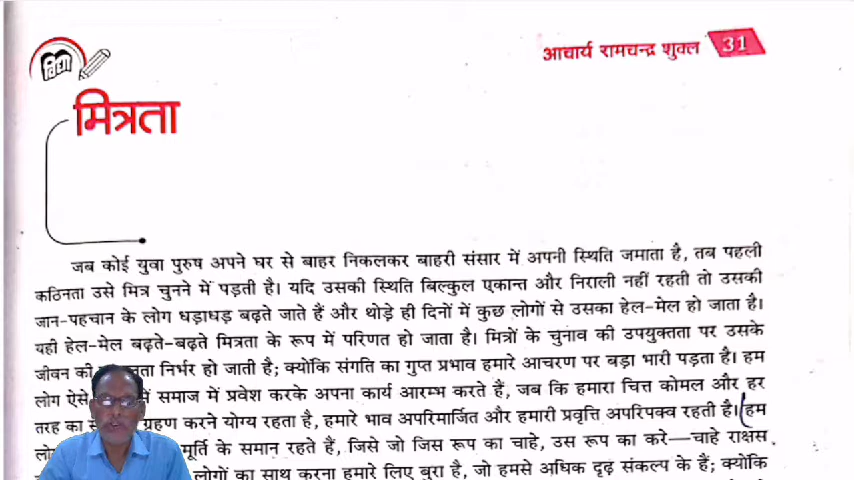 आचार्य रामचन्द्र शुक्ल 31
विद्या
मित्रता
जब कोई युवा पुरुष अपने घर से बाहर निकलकर बाहरी संसार में अपनी स्थिति जमाता है, तब पहली
कठिनता उसे मित्र चुनने में पड़ती है। यदि उसकी स्थिति बिल्कुल एकान्त और निराली नहीं रहती तो उसकी
जान-पहचान के लोग धड़ाधड़ बढ़ते जाते हैं और थोड़े ही दिनों में कुछ लोगों से उसका हेल-मेल हो जाता है।
यही हेल-मेल बढ़ते-बढ़ते मित्रता के रूप में परिणत हो जाता है। मित्रों के चुनाव की उपयुक्तता पर उसके
जीवन की निर्भर हो जाती है; क्योंकि संगति का गुप्त प्रभाव हमारे आचरण पर बड़ा भारी पड़ता है। हम
लोग ऐसे में समाज में प्रवेश करके अपना कार्य आरम्भ करते हैं, जब कि हमारा चित्त कोमल और हर
तरह का ग्रहण करने योग्य रहता है, हमारे भाव अपरिमार्जित और हमारी प्रवृत्ति अपरिपक्व रहती है। (हम
मूर्ति के समान रहते हैं, जिसे जो जिस रूप का चाहे, उस रूप का करे—चाहे राक्षस
लोगों का साथ करना हमारे लिए बुरा है, जो हमसे अधिक दृढ़ संकल्प के हैं; क्योंकि